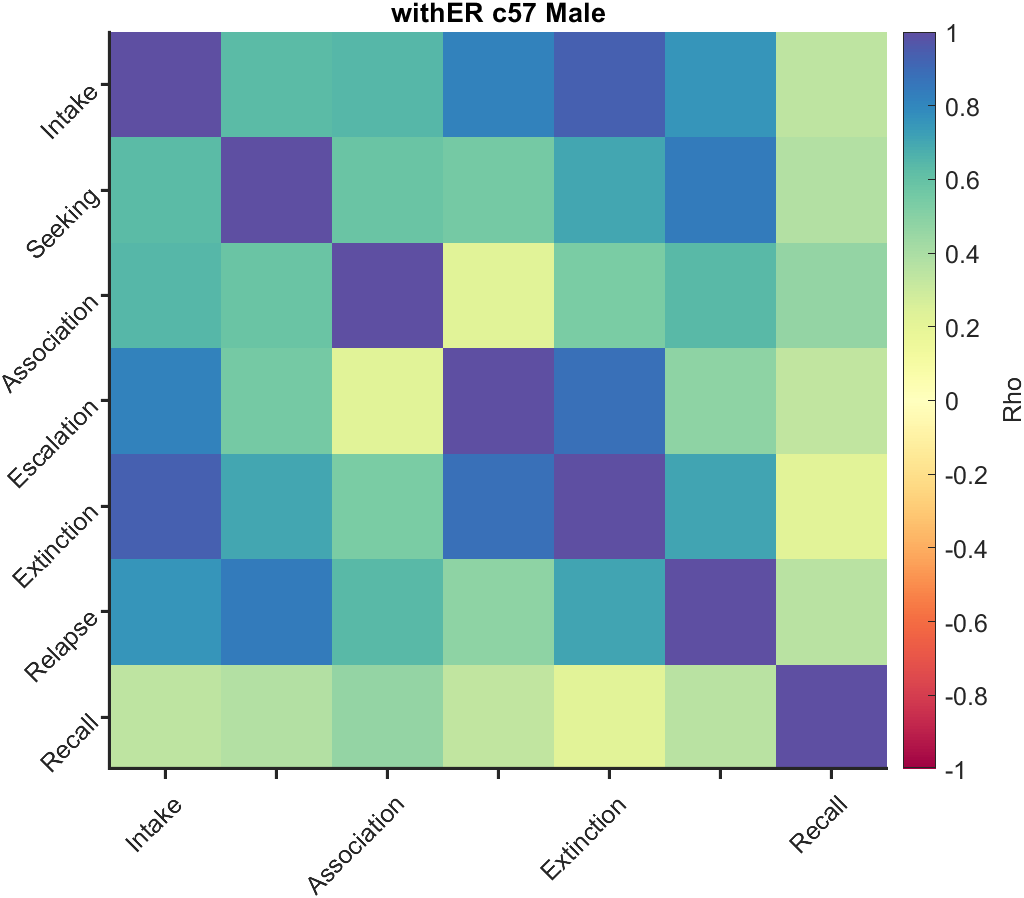 withER c57 Male
Intake
Seeking
Association
Escalation
Extinction
Relapse
Recall
Intake
Association
Extinction
Recall
1
0.8
0.6
0.4
0.2
0
-0.2
-0.4
-0.6
-0.8
-1
Rho